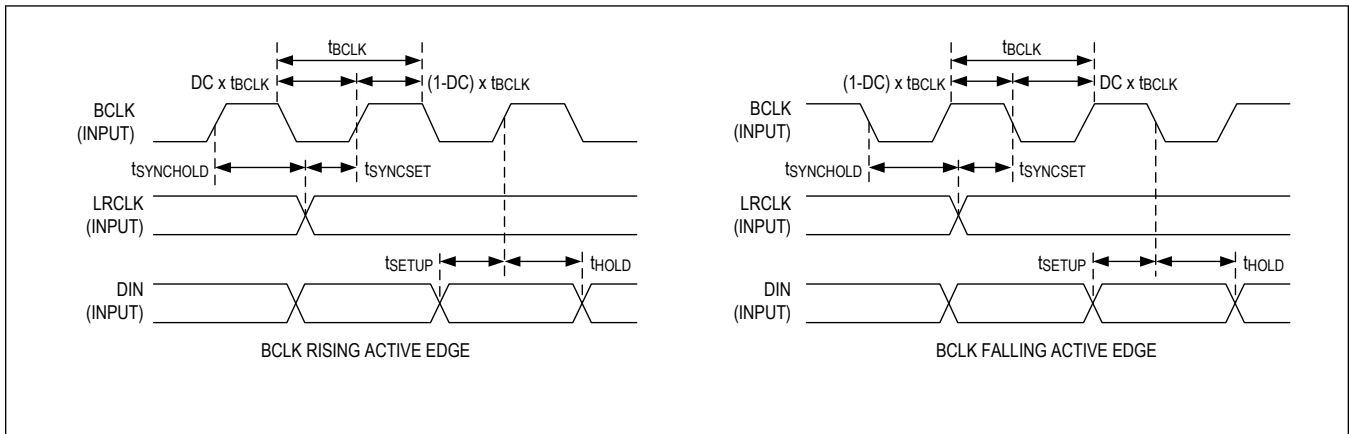 tBCLK
DC x tBCLK
(1-DC) x tBCLK
BCLK
(INPUT)
tSYNCHOLD
tSYNCSET
LRCLK
(INPUT)
tSETUP
tHOLD
DIN
(INPUT)
BCLK RISING ACTIVE EDGE
tBCLK
(1-DC) x tBCLK
DC x tBCLK
BCLK
(INPUT)
tSYNCHOLD
tSYNCSET
LRCLK
(INPUT)
tSETUP
tHOLD
DIN
(INPUT)
BCLK FALLING ACTIVE EDGE